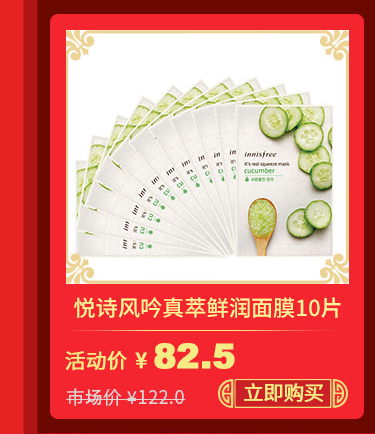 innisfree
it's real squeeze mask
cucumber
悦诗风吟真萃鲜润面膜10片
活动价 ¥ 82.5
市场价 ¥122.0
立即购买